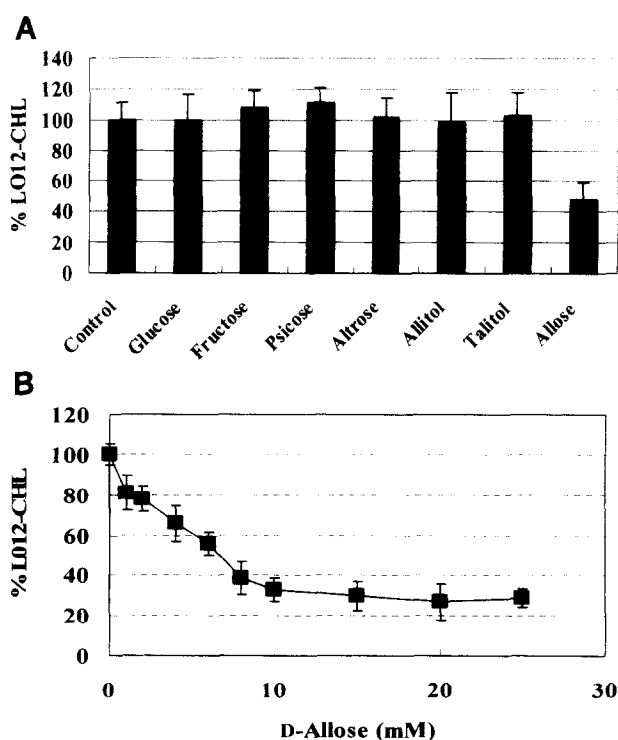 A
140
120
100
80
60
40
20
0
% LO12-CHL
Control
Glucose
Fructose
Psicose
Altrose
Allitol
Talitol
Allose
B
120
100
80
60
40
20
0
%L012-CHL
0
10
20
30
D-Allose (mM)